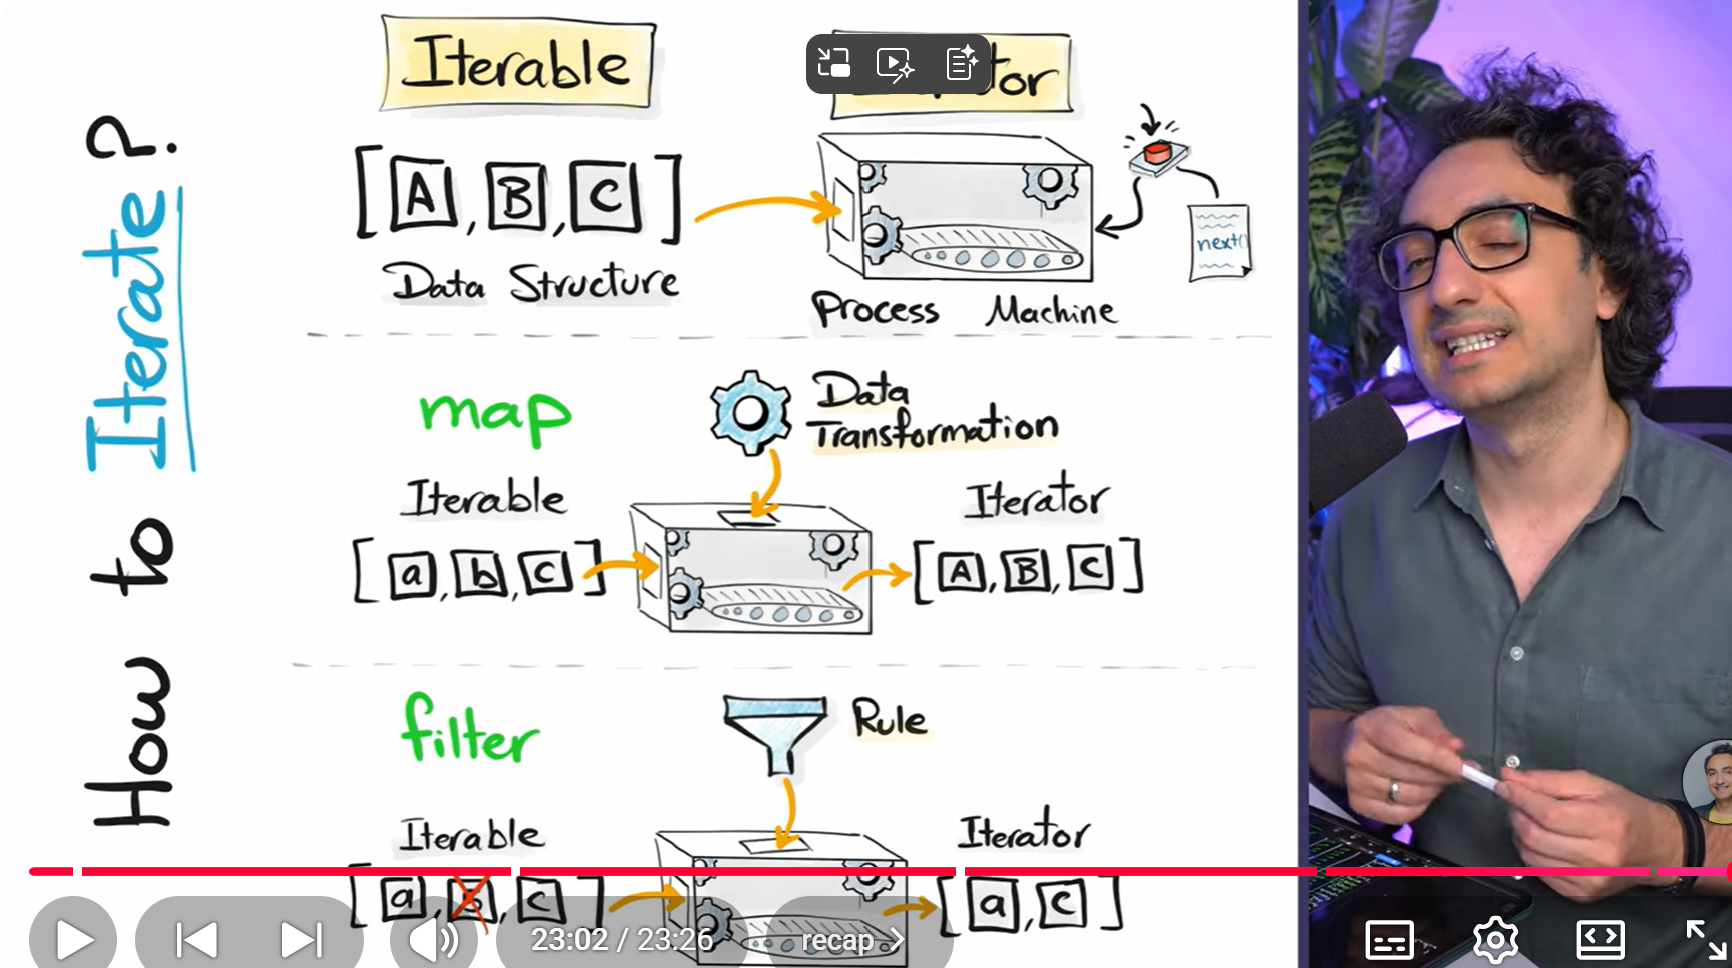 How to Iterate?
Iterable
tor
[A, B, C]
next()
Data Structure
Process Machine
map
Data
Transformation
Iterable
Iterator
[a, b, c]
[A, B, C]
filter
Rule
Iterable
Iterator
[a, B, c]
[a, c]
23:02 / 23:26
recap